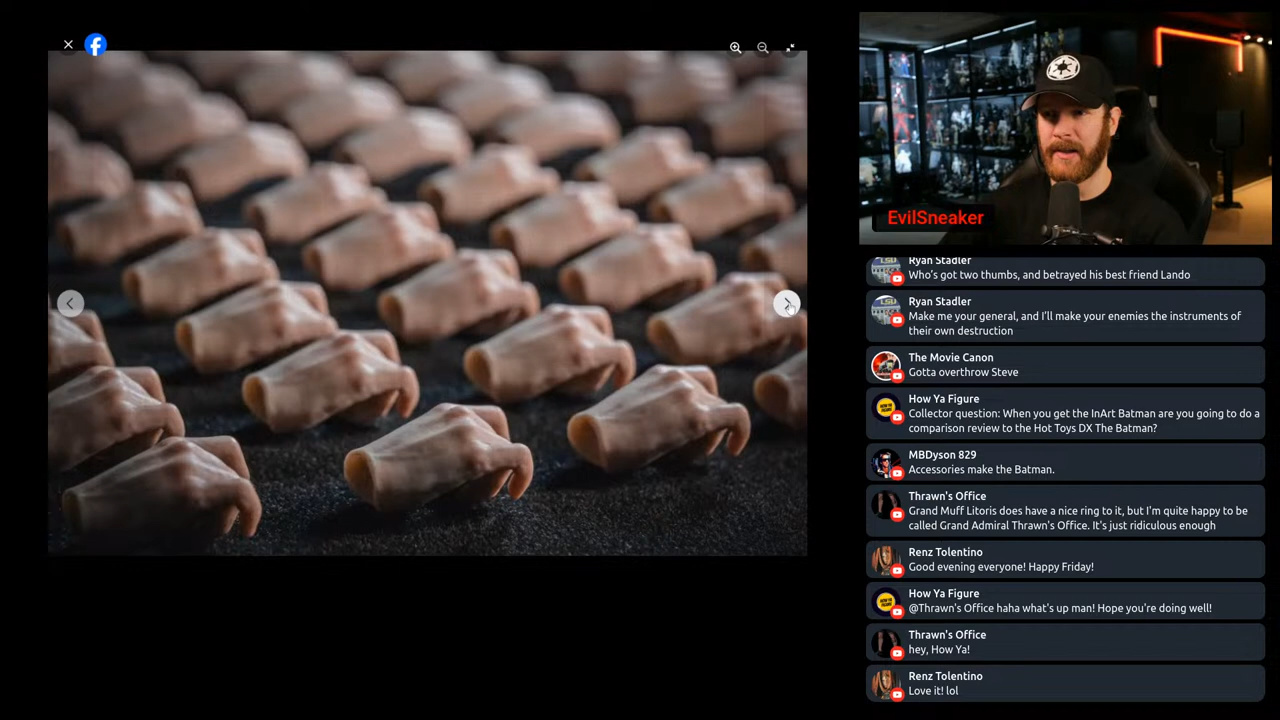 EvilSneaker
Ryan Stadler
Who's got two thumbs, and betrayed his best friend Lando
Ryan Stadler
Make me your general, and I'll make your enemies the instruments of
their own destruction
The Movie Canon
Gotta overthrow Steve
How Ya Figure
Collector question: When you get the InArt Batman are you going to do a
comparison review to the Hot Toys DX The Batman?
MBDyson 829
Accessories make the Batman.
Thrawn's Office
Grand Muff Litoris does have a nice ring to it, but I'm quite happy to be
called Grand Admiral Thrawn's Office. It's just ridiculous enough
Renz Tolentino
Good evening everyone! Happy Friday!
How Ya Figure
@Thrawn's Office haha what's up man! Hope you're doing well!
Thrawn's Office
hey, How Ya!
Renz Tolentino
Love it! lol